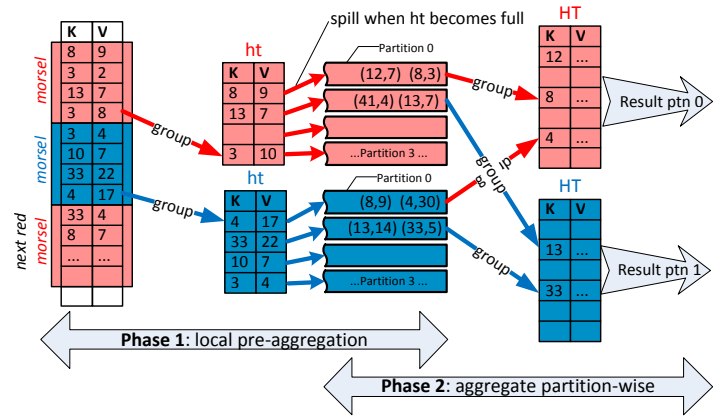 spill when ht becomes full
HT
K V
12 ...
8 ...
4 ...
Result ptn 0
K V
8 9
3 2
13 7
3 8
morsel
3 4
10 7
33 22
4 17
morsel
33 4
8 7
... ...
next red
morsel
group
group
ht
K V
8 9
13 7
3 10
Partition 0
(12,7) (8,3)
(41,4) (13,7)
...Partition 3 ...
ht
K V
4 17
33 22
10 7
3 4
Partition 0
(8,9) (4,30)
(13,14) (33,5)
...Partition 3 ...
group
group
group
HT
K V
13 ...
33 ...
Result ptn 1
Phase 1: local pre-aggregation
Phase 2: aggregate partition-wise